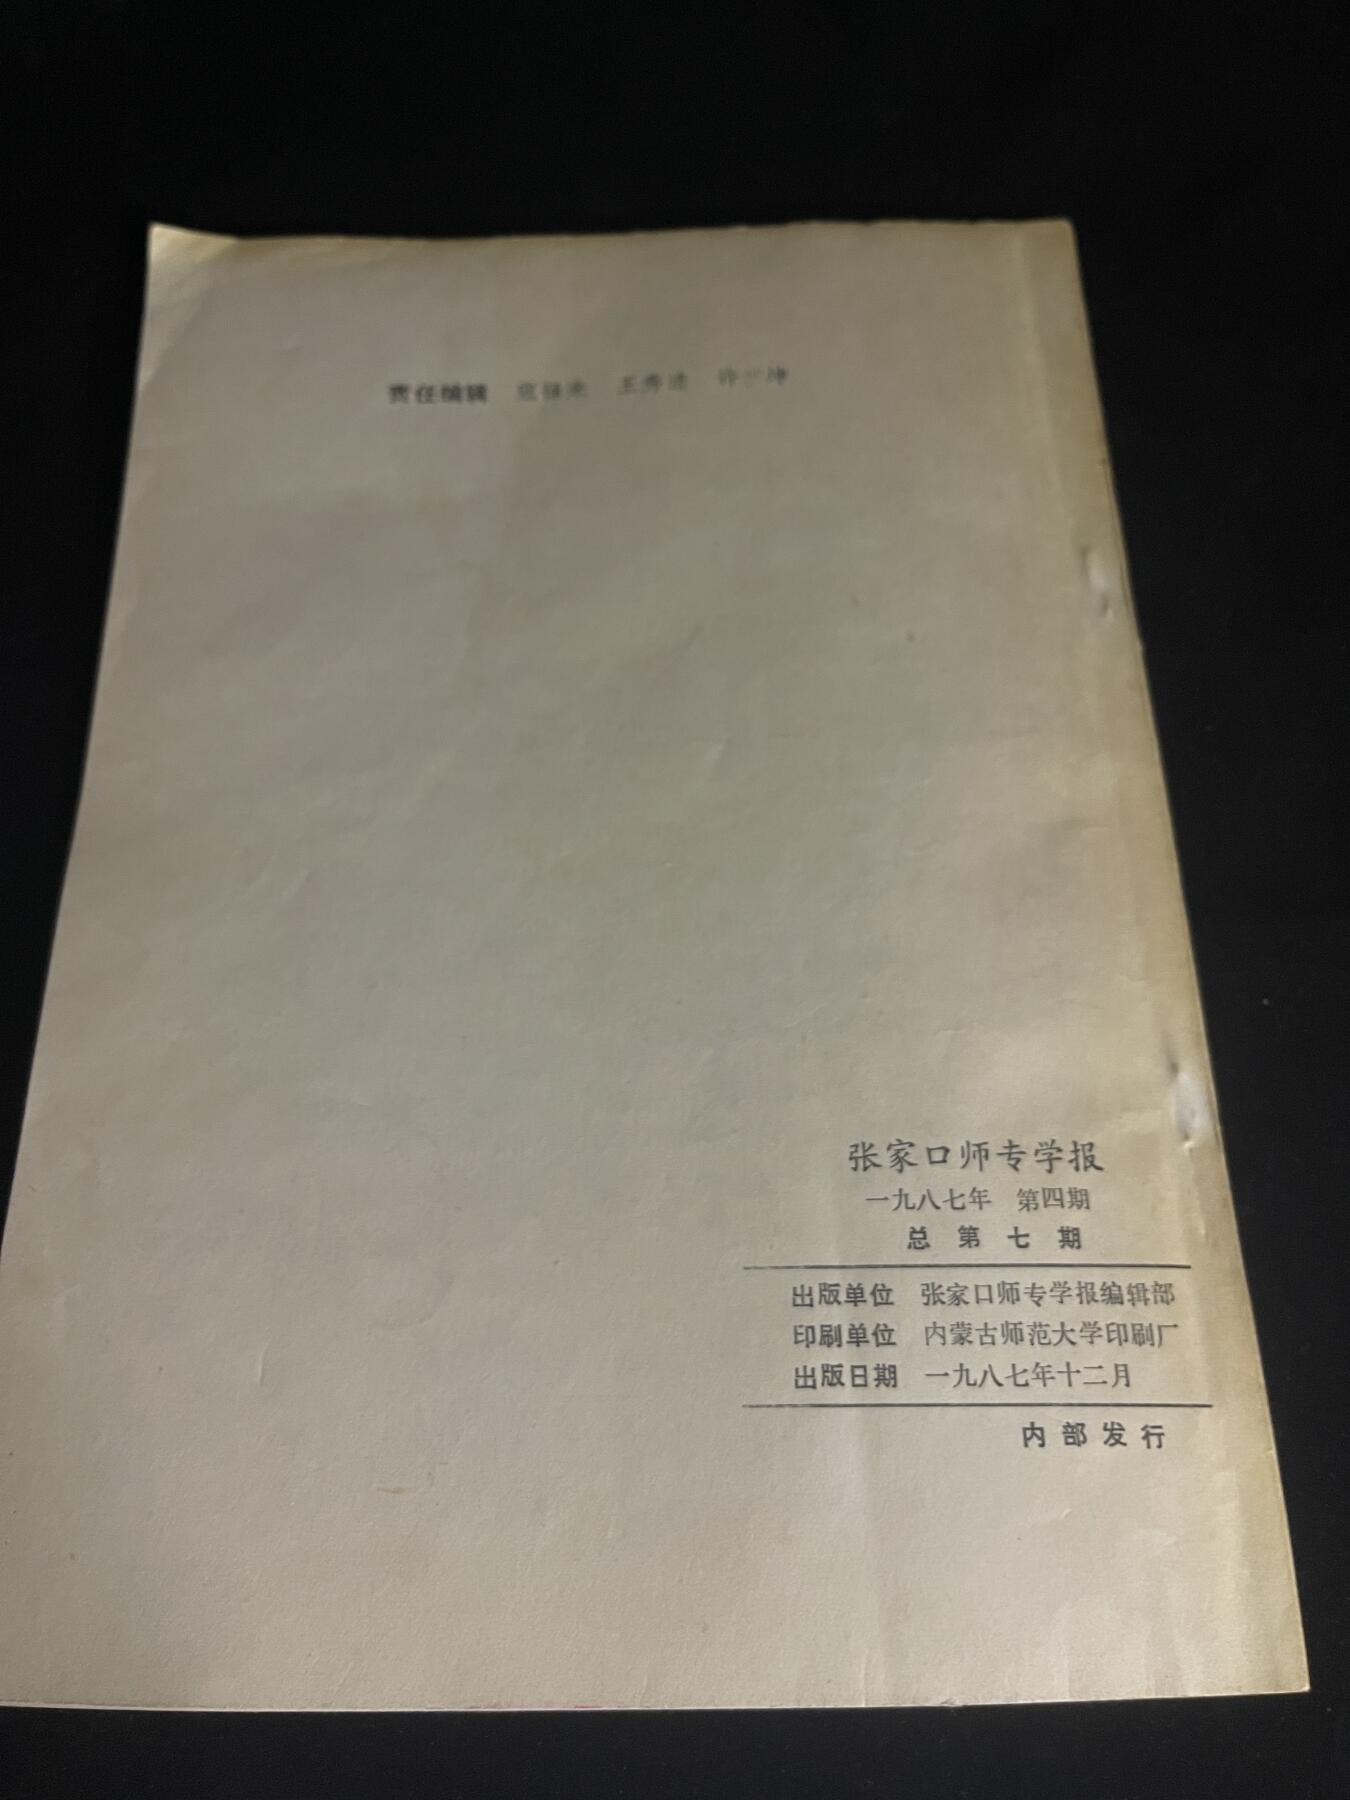 责任编辑
张家口师专学报
一九八七年 第四期
总第七期
出版单位 张家口师专学报编辑部
印刷单位 内蒙古师范大学印刷厂
出版日期 一九八七年十二月
内部发行